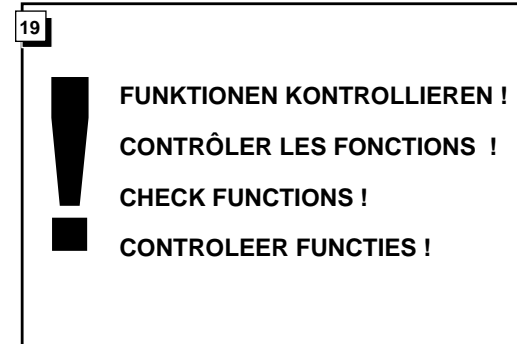 19
FUNKTIONEN KONTROLLIEREN !
CONTRÔLER LES FONCTIONS !
CHECK FUNCTIONS !
CONTROLEER FUNCTIES !